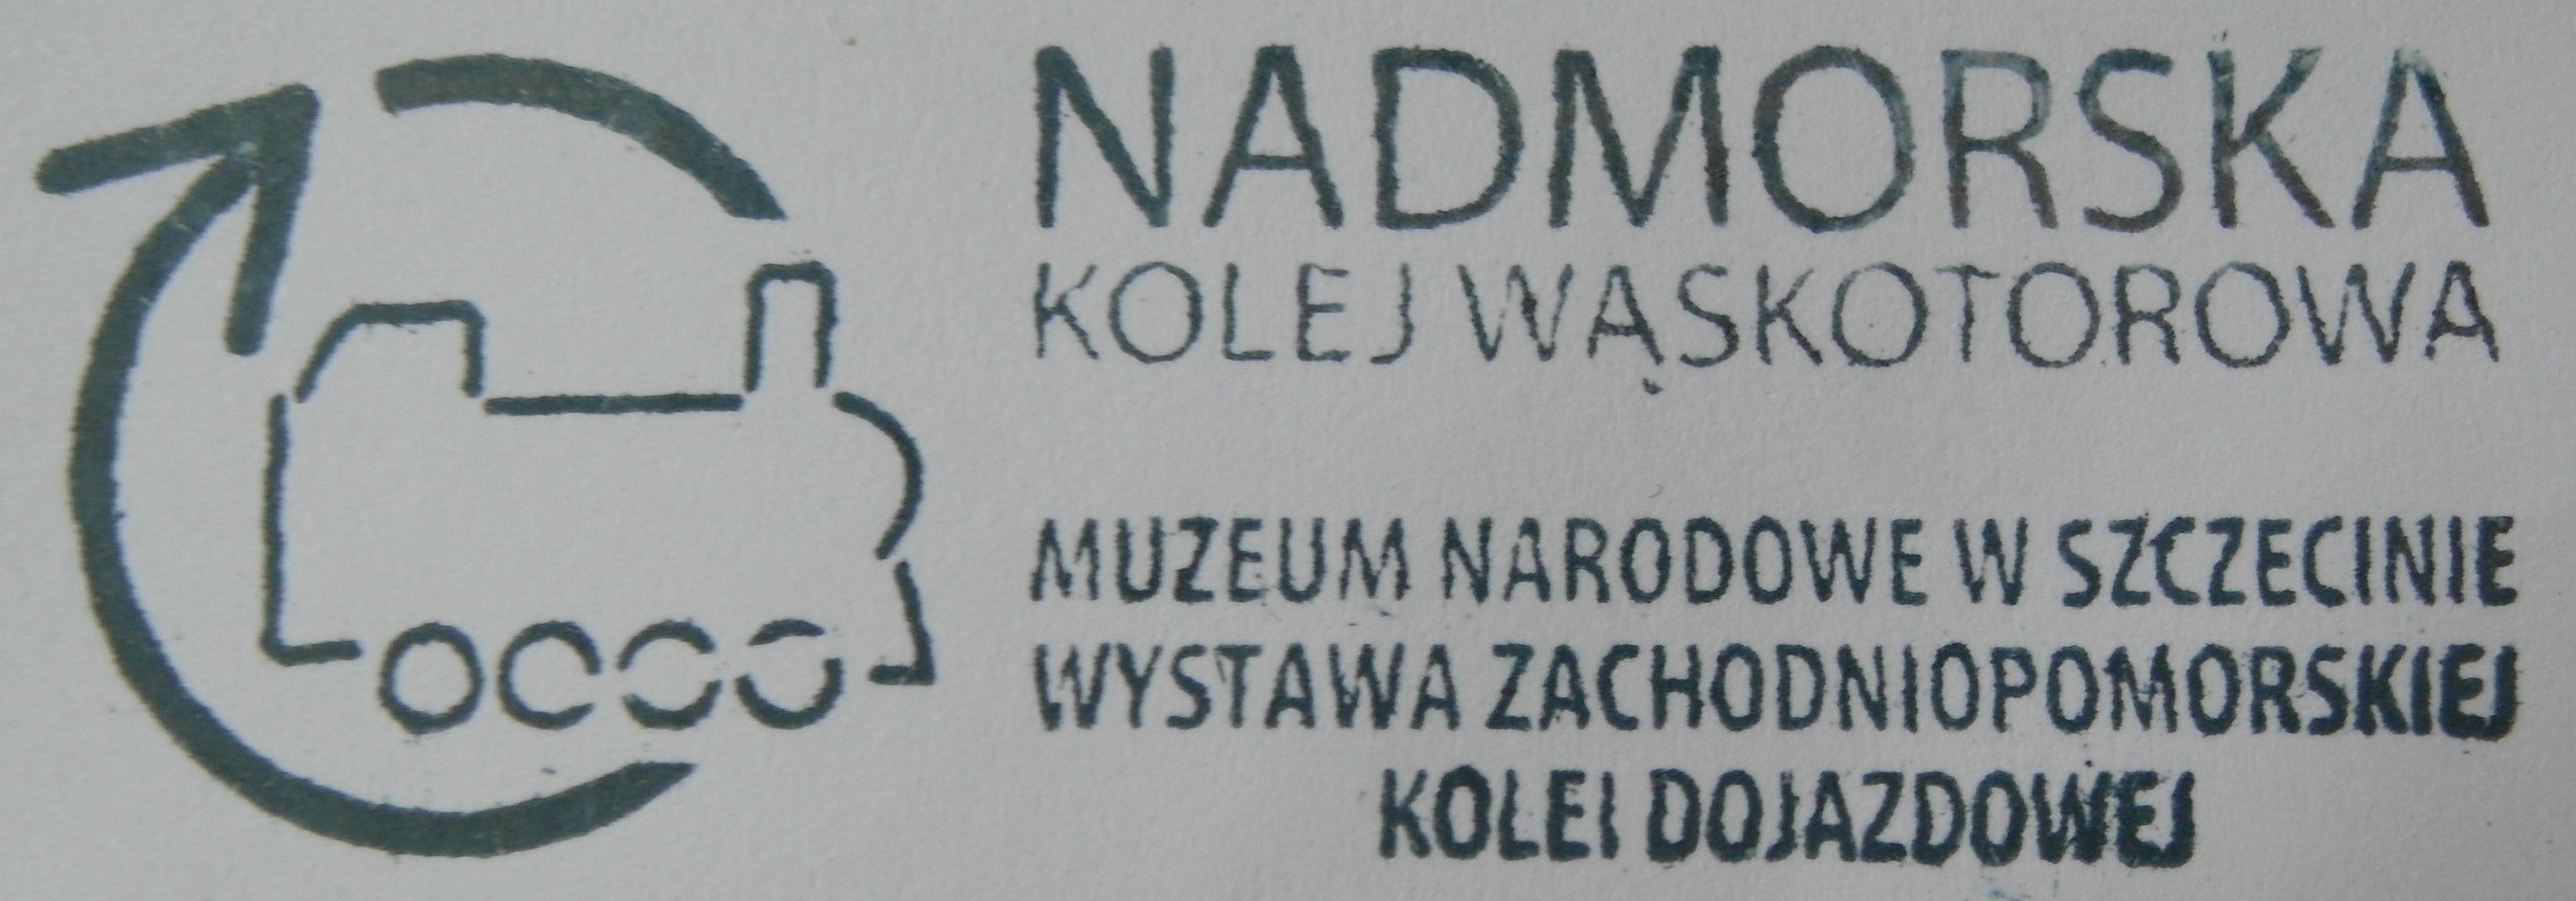 NADMORSKA
KOLEJ WĄSKOTOROWA
MUZEUM NARODOWE W SZCZECINIE
WYSTAWA ZACHODNIOPOMORSKIEJ
KOLEI DOJAZDOWEJ